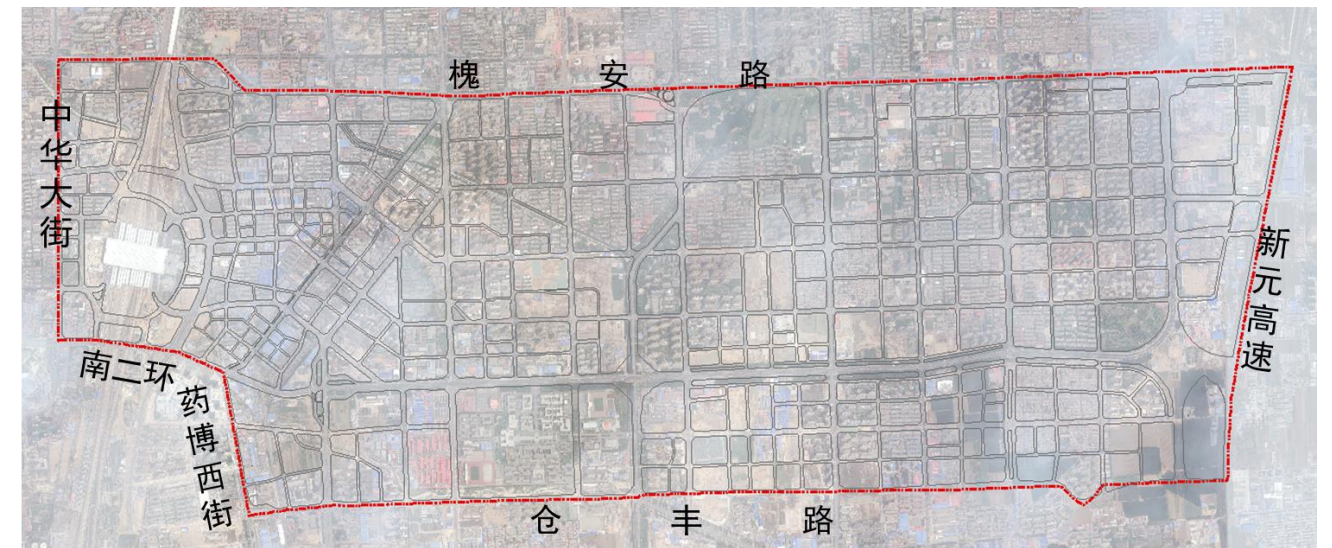 槐安路
中华大街
新元高速
南二环
药博西街
仓丰路